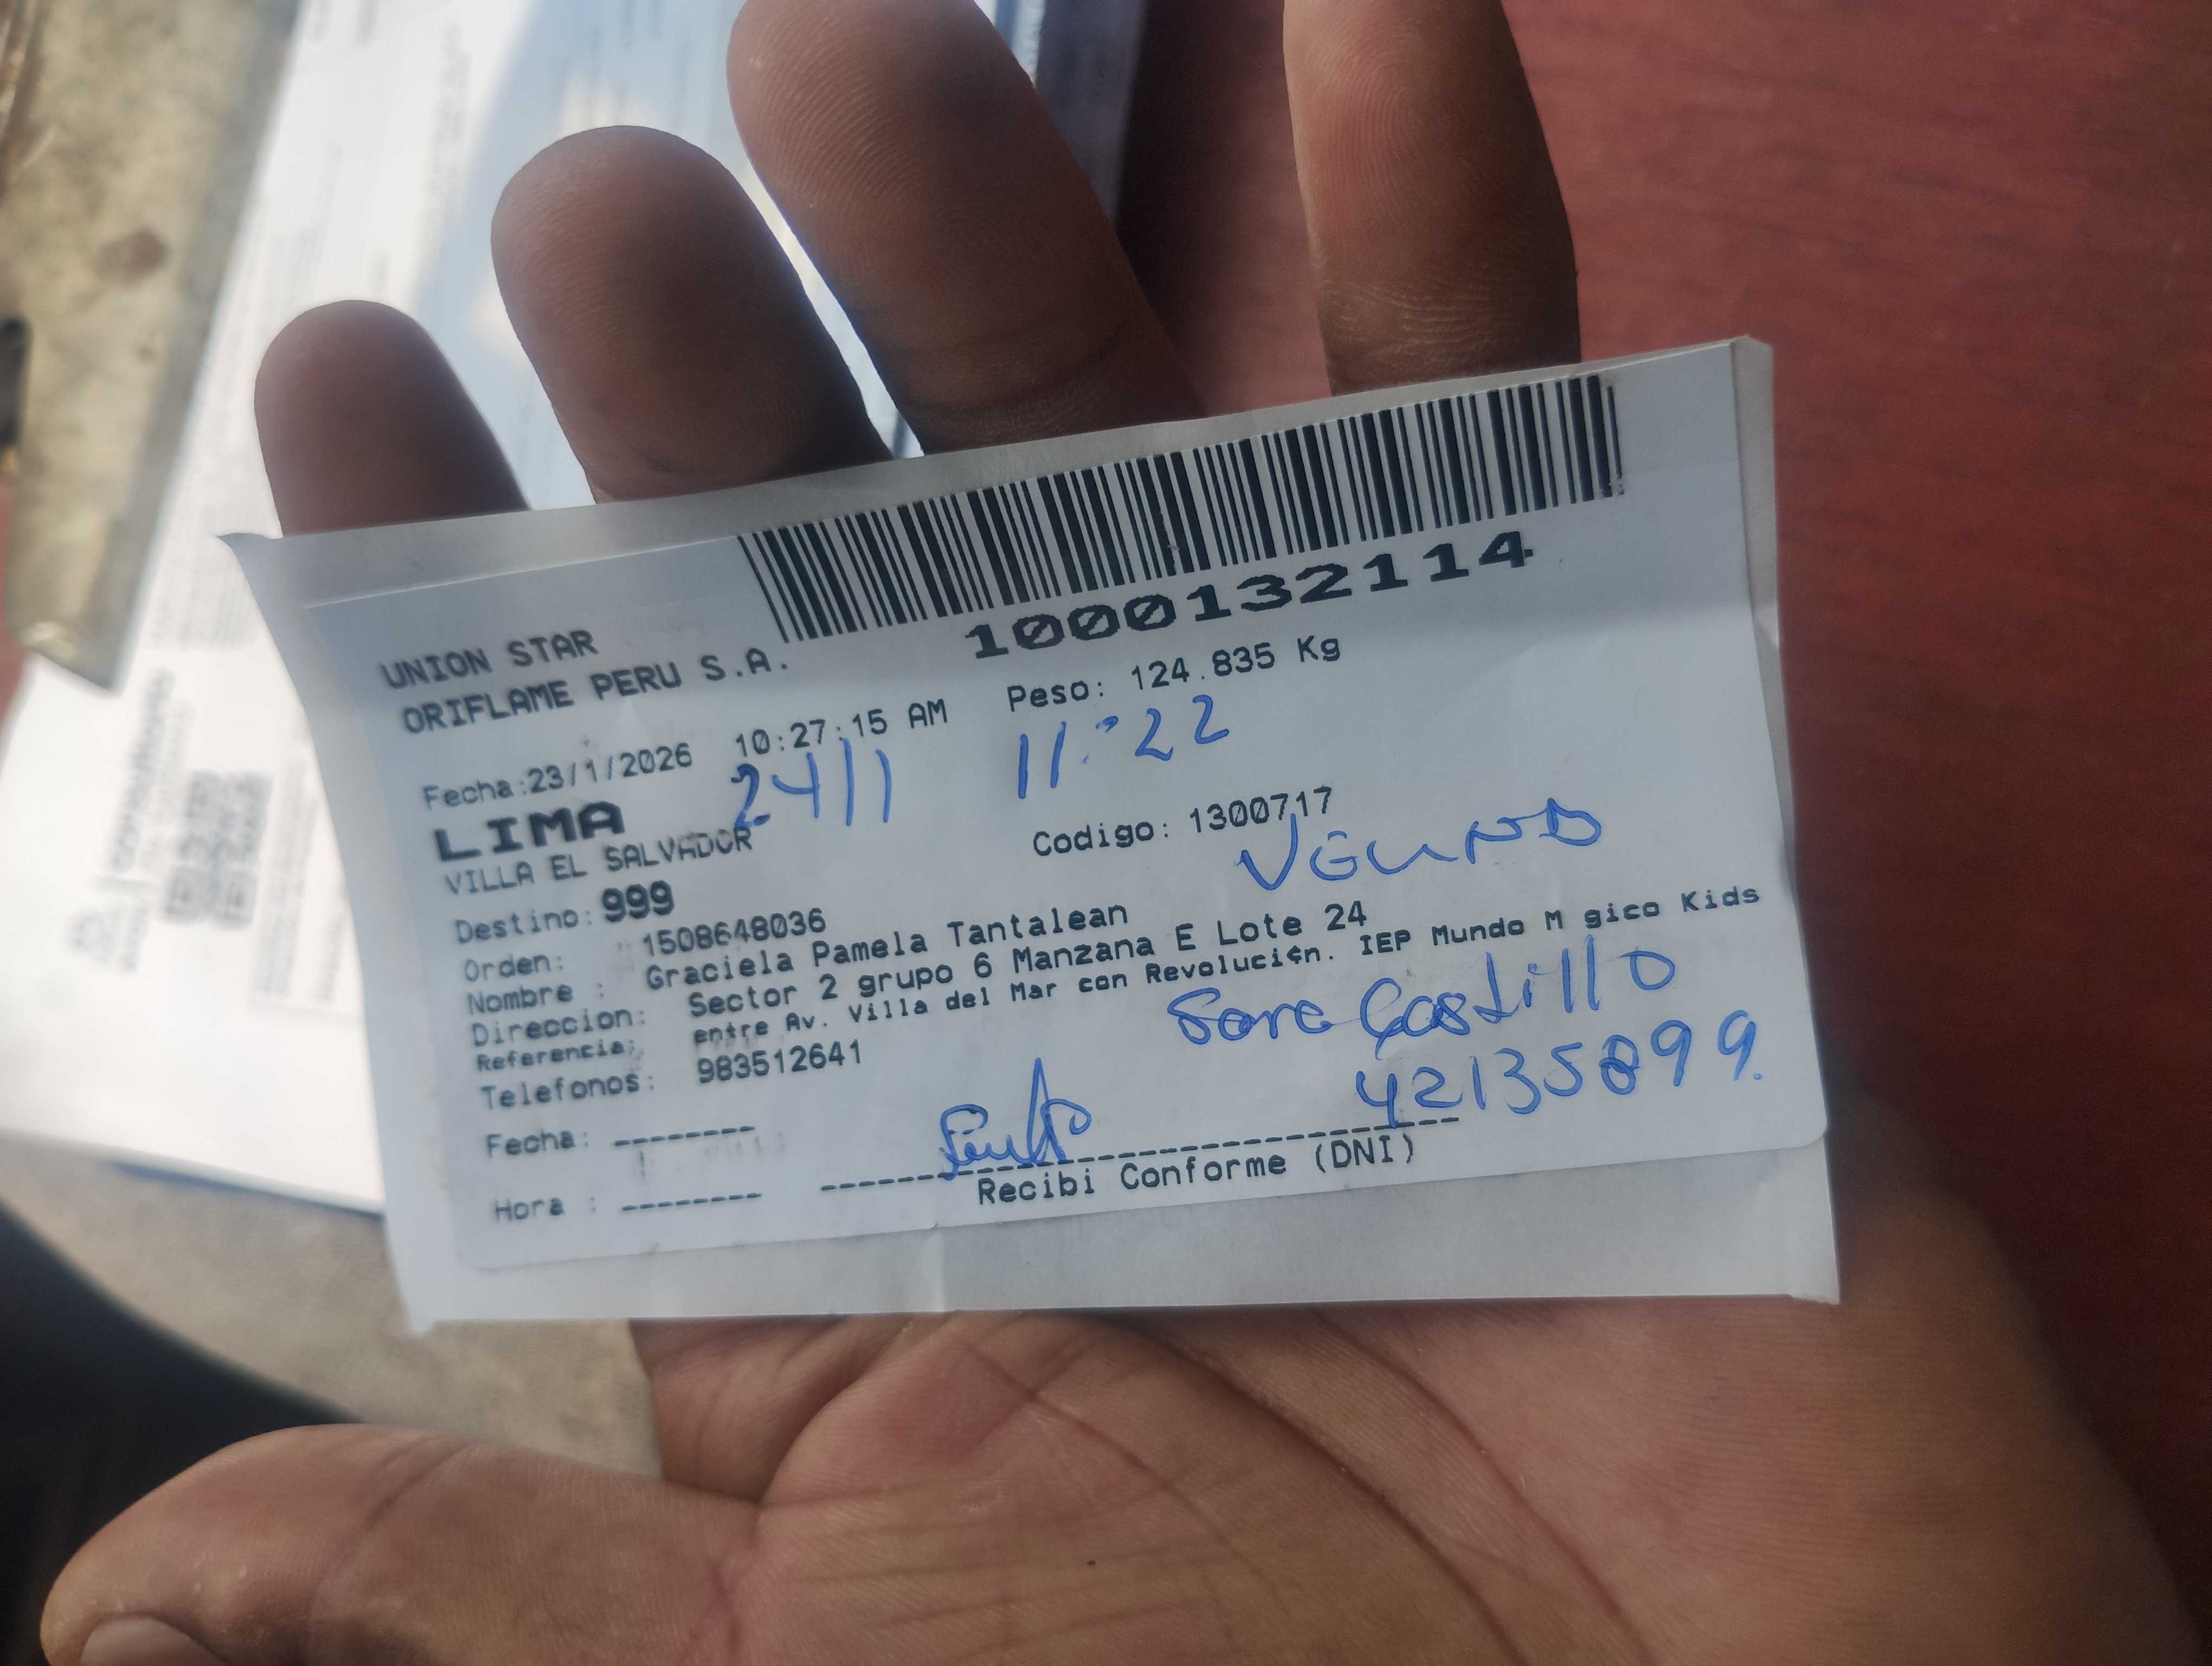 1000132114
UNION STAR
ORIFLAME PERU S.A.
Fecha:23/1/2026 10:27:15 AM Peso: 124.835 Kg
24/1 11:22
LIMA
VILLA EL SALVADOR Codigo: 1300717
Destino: 999
Orden: 1508648036
Nombre : Graciela Pamela Tantalean
Direccion: Sector 2 grupo 6 Manzana E Lote 24
Referencia: entre Av. Villa del Mar con Revoluci¢n. IEP Mundo M gico Kids
Telefonos: 983512641
Sara Castillo
42135899
Fecha: --------
Hora : --------
Recibi Conforme (DNI)